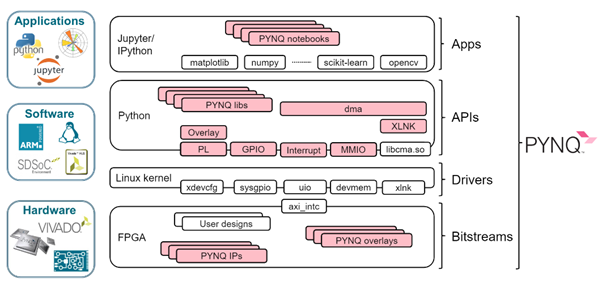 Applications
python
jupyter
Jupyter/
IPython
PYNQ notebooks
matplotlib
numpy
scikit-learn
opencv
Apps
Software
ARM
SDSoC
Environment
Python
PYNQ libs
dma
Overlay
XLNK
PL
GPIO
Interrupt
MMIO
libcma.so
APIs
PYNQ
Linux kernel
xdevcfg
sysgpio
uio
devmem
xlnk
Drivers
Hardware
VIVADO
FPGA
axi_intc
User designs
PYNQ overlays
PYNQ IPs
Bitstreams